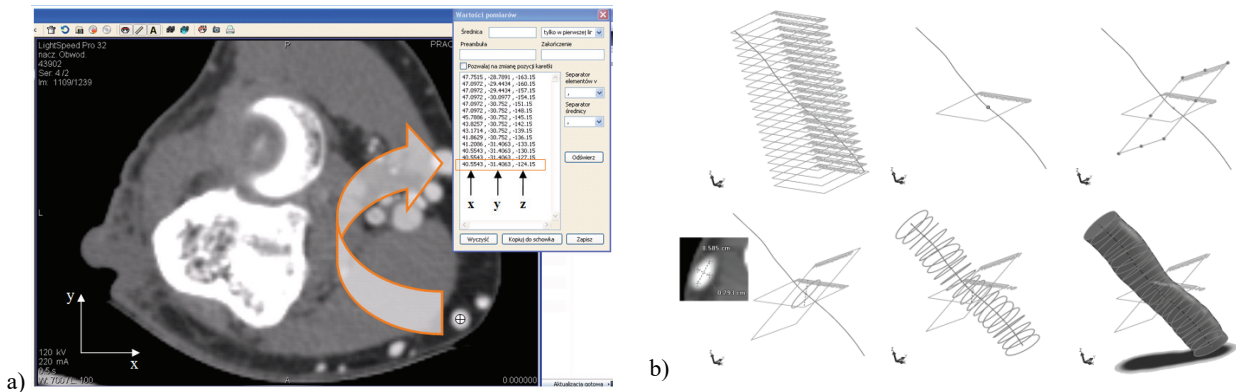 Wartości pomiarów
Średnica
tylko w pierwszej lir
Preambuła
Zakończenie
Pozwalaj na zmianę pozycji karetki
47.7515 , -28.7891 , -163.15
47.0972 , -29.4434 , -160.15
47.0972 , -29.4434 , -157.15
47.0972 , -30.0977 , -154.15
47.0972 , -30.752 , -151.15
47.0972 , -30.752 , -148.15
45.7886 , -30.752 , -145.15
43.8257 , -30.752 , -142.15
43.1714 , -30.752 , -139.15
41.8629 , -30.752 , -136.15
41.2086 , -31.4063 , -133.15
40.5543 , -31.4063 , -130.15
40.5543 , -31.4063 , -127.15
40.5543 , -31.4063 , -124.15
x y z
Separator
elementów v
,
Separator
średnicy
,
Odśwież
Wyczyść
Kopiuj do schowka
Zapisz
A
LightSpeed Pro 32
nacz. Obwod.
43902
Ser: 4 /2
Im: 1109/1239
P
PRAC
L
y
x
120 kV
220 mA
0.5 s
W: 700 / L: 100
A
0.000000
Aktualizacja gotowa
a)
8.585 cm
0.793 cm
b)